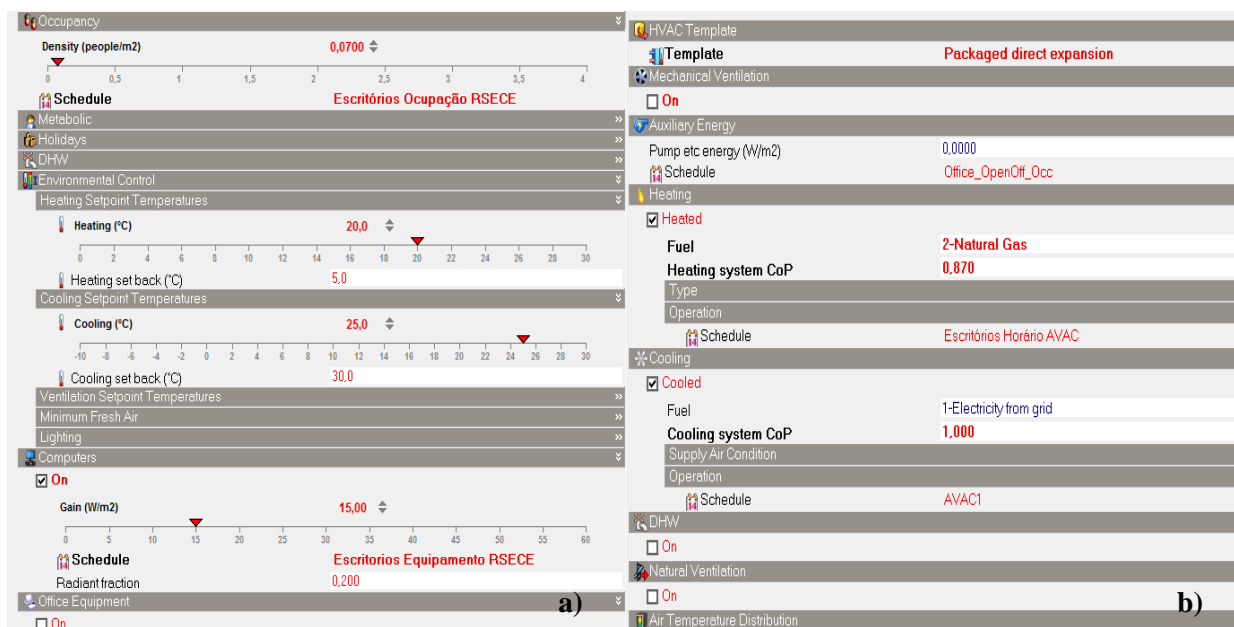 Occupancy
Density (people/m2) 0,0700
0 0,5 1 1,5 2 2,5 3 3,5 4
Schedule Escritórios Ocupação RSECE
Metabolic
Holidays
DHW
Environmental Control
Heating Setpoint Temperatures
Heating (ºC) 20,0
0 2 4 6 8 10 12 14 16 18 20 22 24 26 28 30
Heating set back (°C) 5,0
Cooling Setpoint Temperatures
Cooling (ºC) 25,0
-10 -8 -6 -4 -2 0 2 4 6 8 10 12 14 16 18 20 22 24 26 28 30
Cooling set back (°C) 30,0
Ventilation Setpoint Temperatures
Minimum Fresh Air
Lighting
Computers
On
Gain (W/m2) 15,00
0 5 10 15 20 25 30 35 40 45 50 55 60
Schedule Escritorios Equipamento RSECE
Radiant fraction 0,200
Office Equipment
On
a)
HVAC Template
Template Packaged direct expansion
Mechanical Ventilation
On
Auxiliary Energy
Pump etc energy (W/m2) 0,0000
Schedule Office_OpenOff_Occ
Heating
Heated
Fuel 2-Natural Gas
Heating system CoP 0,870
Type
Operation
Schedule Escritórios Horário AVAC
Cooling
Cooled
Fuel 1-Electricity from grid
Cooling system CoP 1,000
Supply Air Condition
Operation
Schedule AVAC1
DHW
On
Natural Ventilation
On
b)
Air Temperature Distribution